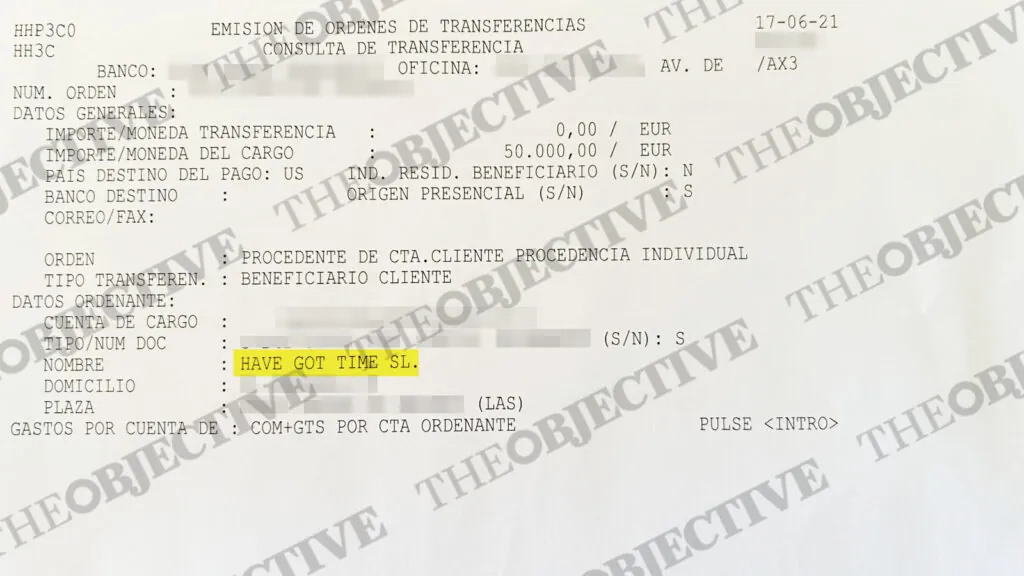 HHP3C0 EMISION DE ORDENES DE TRANSFERENCIAS 17-06-21
HH3C CONSULTA DE TRANSFERENCIA
BANCO: OFICINA: AV. DE /AX3
NUM. ORDEN :
DATOS GENERALES:
IMPORTE/MONEDA TRANSFERENCIA : 0,00 / EUR
IMPORTE/MONEDA DEL CARGO : 50.000,00 / EUR
PAIS DESTINO DEL PAGO: US IND. RESID. BENEFICIARIO (S/N): N
BANCO DESTINO : ORIGEN PRESENCIAL (S/N) : S
CORREO/FAX:
ORDEN : PROCEDENTE DE CTA.CLIENTE PROCEDENCIA INDIVIDUAL
TIPO TRANSFEREN. : BENEFICIARIO CLIENTE
DATOS ORDENANTE:
CUENTA DE CARGO :
TIPO/NUM DOC : (S/N): S
NOMBRE : HAVE GOT TIME SL.
DOMICILIO :
PLAZA : (LAS)
GASTOS POR CUENTA DE : COM+GTS POR CTA ORDENANTE PULSE <INTRO>
THEOBJECTIVE